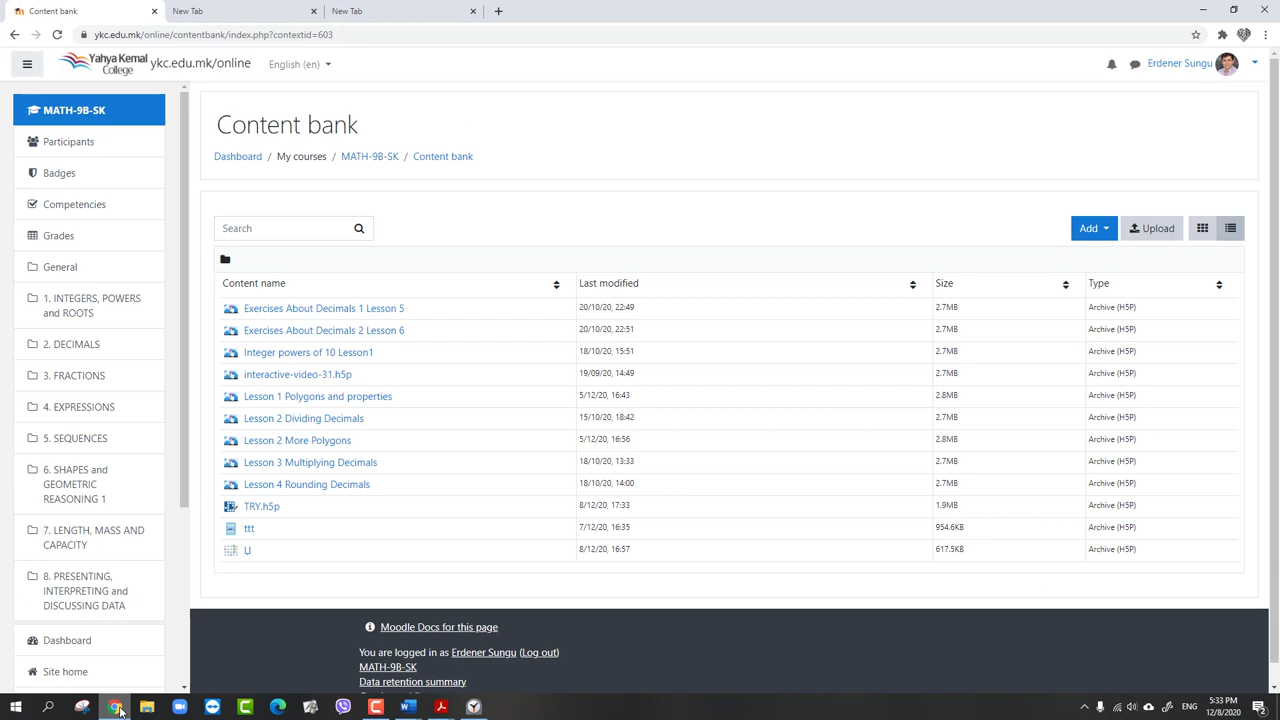 Content bank
New Tab
New Tab
ykc.edu.mk/online/contentbank/index.php?contextid=603
Yahya Kemal
College
ykc.edu.mk/online
English (en)
Erdener Sungu
MATH-9B-SK
Participants
Badges
Competencies
Grades
General
1. INTEGERS, POWERS
and ROOTS
2. DECIMALS
3. FRACTIONS
4. EXPRESSIONS
5. SEQUENCES
6. SHAPES and
GEOMETRIC
REASONING 1
7. LENGTH, MASS AND
CAPACITY
8. PRESENTING,
INTERPRETING and
DISCUSSING DATA
Dashboard
Site home
Content bank
Dashboard / My courses / MATH-9B-SK / Content bank
Search
Add
Upload
Content name Last modified Size Type
Exercises About Decimals 1 Lesson 5 20/10/20, 22:49 2.7MB Archive (H5P)
Exercises About Decimals 2 Lesson 6 20/10/20, 22:51 2.7MB Archive (H5P)
Integer powers of 10 Lesson1 18/10/20, 15:51 2.7MB Archive (H5P)
interactive-video-31.h5p 19/09/20, 14:49 2.7MB Archive (H5P)
Lesson 1 Polygons and properties 5/12/20, 16:43 2.8MB Archive (H5P)
Lesson 2 Dividing Decimals 15/10/20, 18:42 2.7MB Archive (H5P)
Lesson 2 More Polygons 5/12/20, 16:56 2.8MB Archive (H5P)
Lesson 3 Multiplying Decimals 18/10/20, 13:33 2.7MB Archive (H5P)
Lesson 4 Rounding Decimals 18/10/20, 14:00 2.7MB Archive (H5P)
TRY.h5p 8/12/20, 17:33 1.9MB Archive (H5P)
ttt 7/12/20, 16:35 954.6KB Archive (H5P)
8/12/20, 16:57 617.5KB Archive (H5P)
Moodle Docs for this page
You are logged in as Erdener Sungu (Log out)
MATH-9B-SK
Data retention summary
5:33 PM
12/8/2020